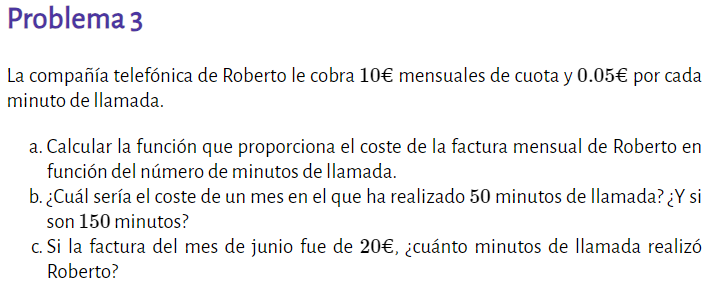 Problema 3
La compañía telefónica de Roberto le cobra 10€ mensuales de cuota y 0.05€ por cada
minuto de llamada.
a. Calcular la función que proporciona el coste de la factura mensual de Roberto en
función del número de minutos de llamada.
b. ¿Cuál sería el coste de un mes en el que ha realizado 50 minutos de llamada? ¿Y si
son 150 minutos?
c. Si la factura del mes de junio fue de 20€, ¿cuánto minutos de llamada realizó
Roberto?